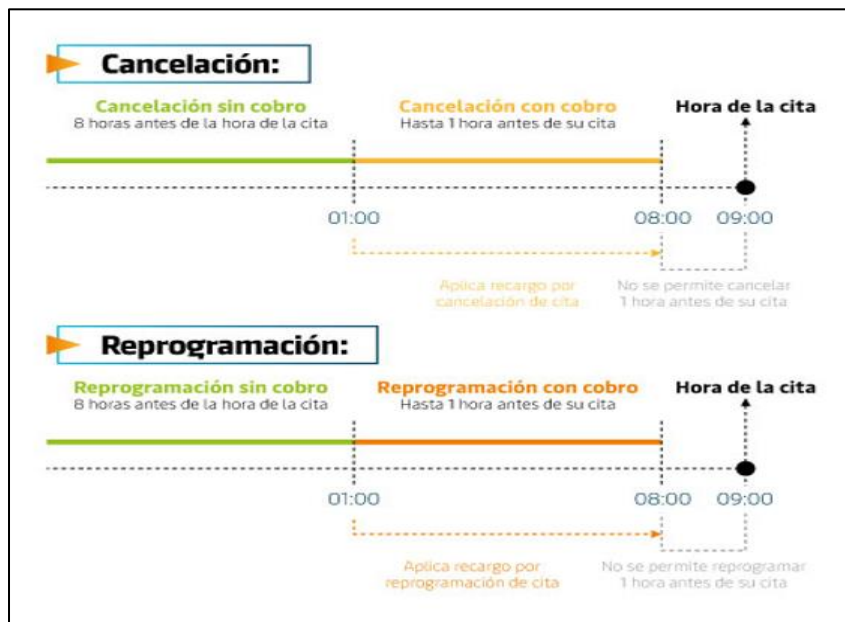 Cancelación:
Cancelación sin cobro
8 horas antes de la hora de la cita
Cancelación con cobro
Hasta 1 hora antes de su cita
Hora de la cita
01:00
08:00
09:00
Aplica recargo por
cancelación de cita
No se permite cancelar
1 hora antes de su cita
Reprogramación:
Reprogramación sin cobro
8 horas antes de la hora de la cita
Reprogramación con cobro
Hasta 1 hora antes de su cita
Hora de la cita
01:00
08:00
09:00
Aplica recargo por
reprogramación de cita
No se permite reprogramar
1 hora antes de su cita